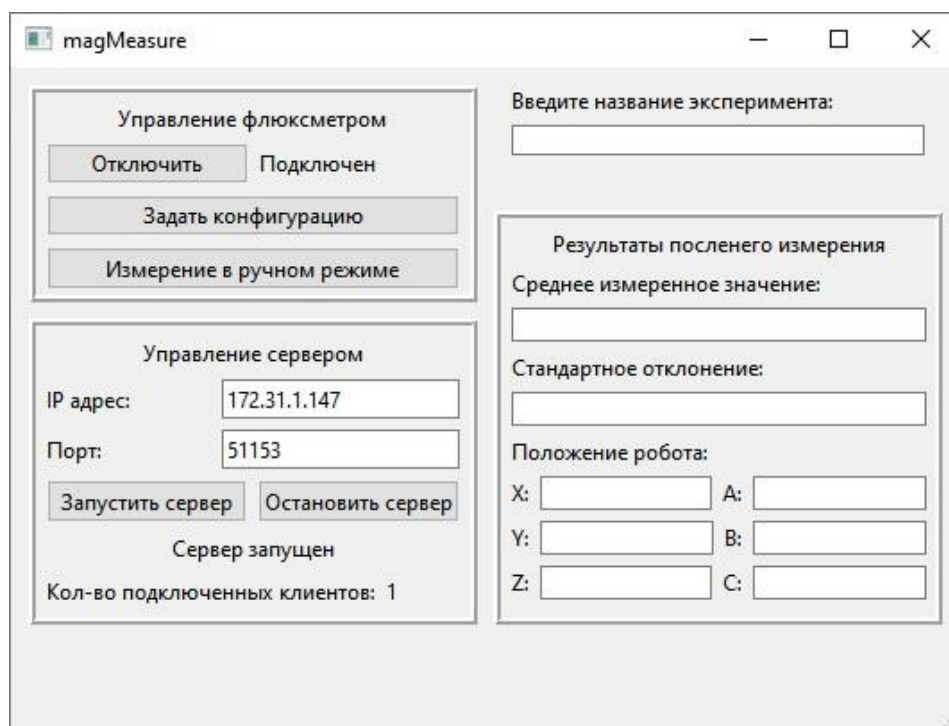 magMeasure
Управление флюксметром
Отключить Подключен
Задать конфигурацию
Измерение в ручном режиме
Управление сервером
IP адрес: 172.31.1.147
Порт: 51153
Запустить сервер Остановить сервер
Сервер запущен
Кол-во подключенных клиентов: 1
Введите название эксперимента:
Результаты посленего измерения
Среднее измеренное значение:
Стандартное отклонение:
Положение робота:
X: A:
Y: B:
Z: C: